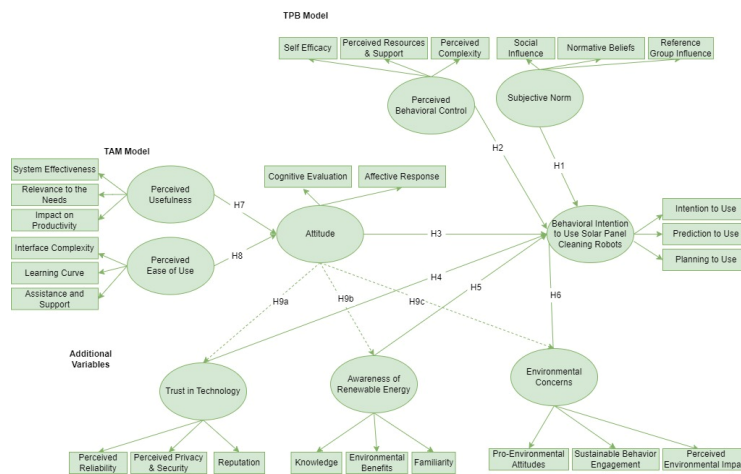 TPB Model
Self Efficacy
Perceived Resources
& Support
Perceived
Complexity
Social
Influence
Normative Beliefs
Reference
Group Influence
Perceived
Behavioral Control
Subjective Norm
H2
H1
TAM Model
System Effectiveness
Relevance to the
Needs
Impact on
Productivity
Perceived
Usefulness
H7
Cognitive Evaluation
Affective Response
Interface Complexity
Learning Curve
Assistance and
Support
Perceived
Ease of Use
H8
Attitude
H3
Behavioral Intention
to Use Solar Panel
Cleaning Robots
Intention to Use
Prediction to Use
Planning to Use
H4
H5
H6
H9a
H9b
H9c
Additional
Variables
Trust in Technology
Awareness of
Renewable Energy
Environmental
Concerns
Perceived
Reliability
Perceived Privacy
& Security
Reputation
Knowledge
Environmental
Benefits
Familiarity
Pro-Environmental
Attitudes
Sustainable Behavior
Engagement
Perceived
Environmental Impa